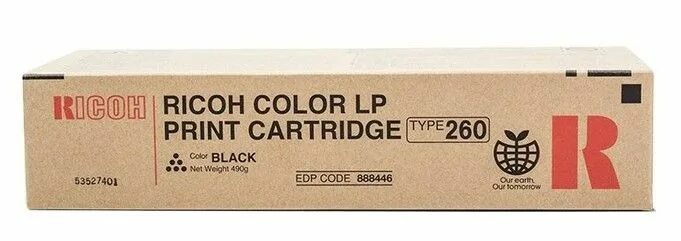 RICOH
RICOH COLOR LP
PRINT CARTRIDGE TYPE 260
Color BLACK
Net Weight 490g
EDP CODE 888446
53527401
Our earth,
Our tomorrow
R